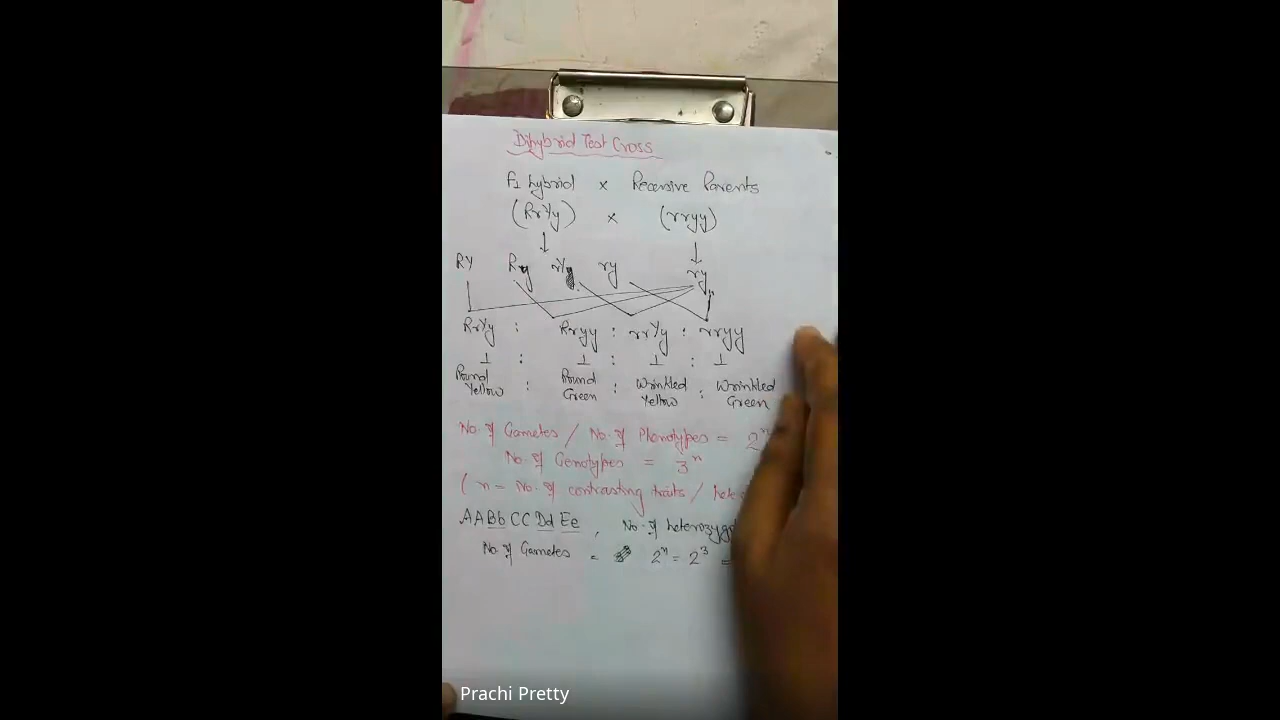 Dihybrid Test Cross
F1 hybrid × Recessive Parents
(RrYy) × (rryy)
RY Ry rY ry ry
RrYy : Rryy : rrYy : rryy
1 : 1 : 1 : 1
Round Yellow : Round Green : Wrinkled Yellow : Wrinkled Green
No. of Gametes / No. of Phenotypes = 2ⁿ
No. of Genotypes = 3ⁿ
( n = No. of contrasting traits /
AABbCCDdEe , No. of
No. of Gametes = 2ⁿ = 2³ =
Prachi Pretty